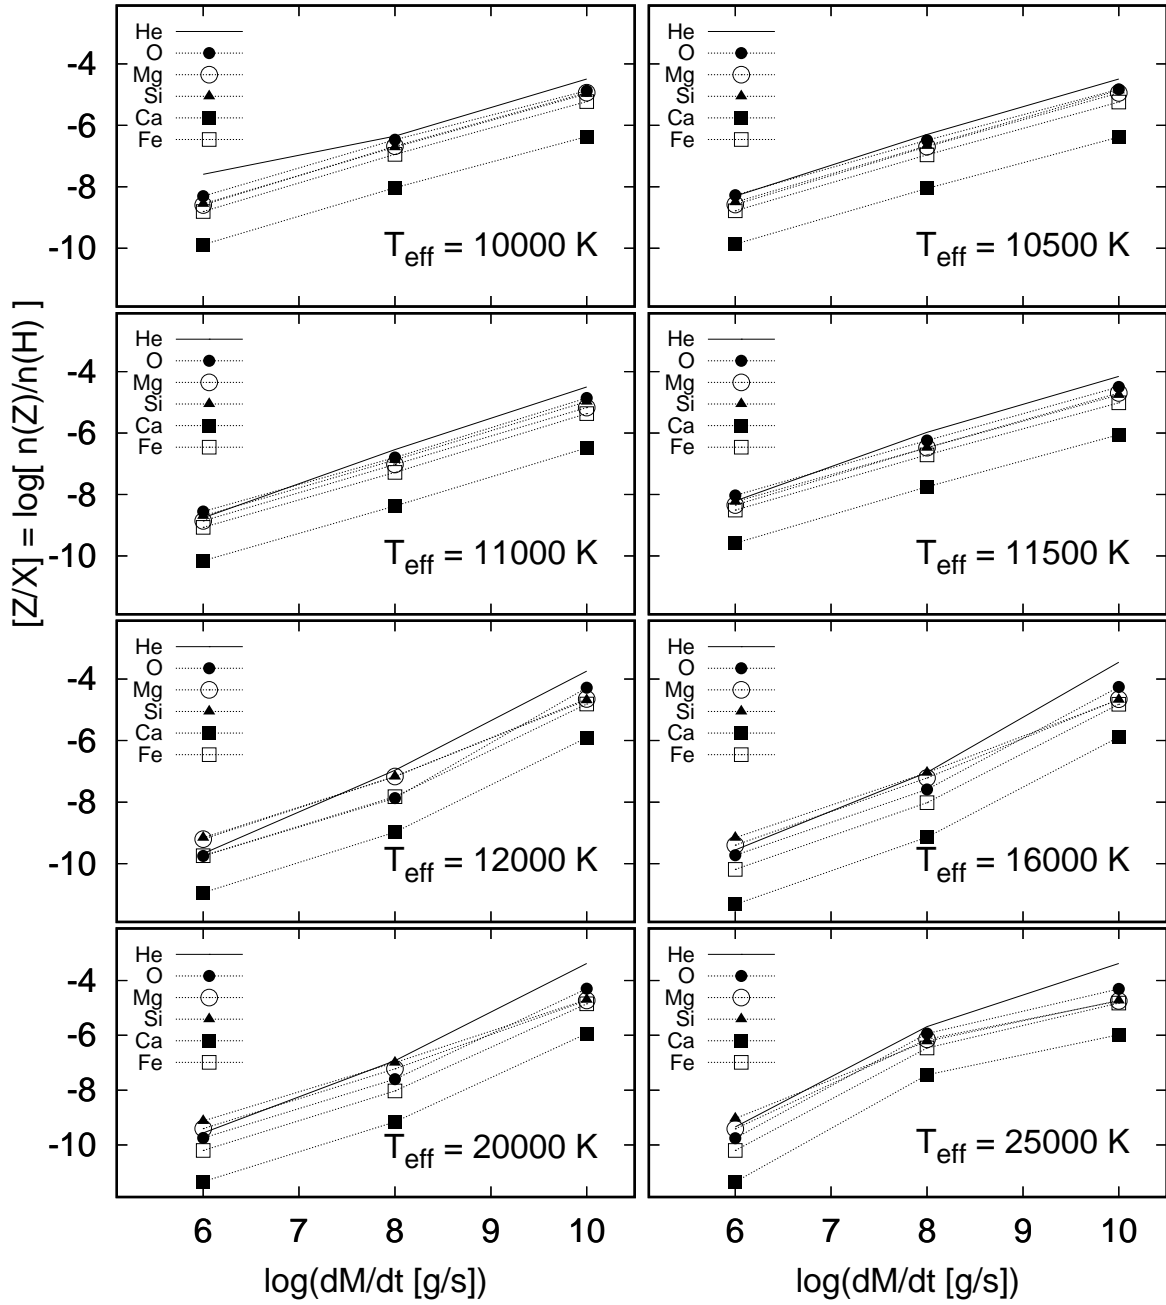 He
O
Mg
Si
Ca
Fe
-4
-6
-8
-10
T_eff = 10000 K
He
O
Mg
Si
Ca
Fe
T_eff = 10500 K
He
O
Mg
Si
Ca
Fe
-4
-6
-8
-10
T_eff = 11000 K
He
O
Mg
Si
Ca
Fe
T_eff = 11500 K
[Z/X] = log[ n(Z)/n(H) ]
He
O
Mg
Si
Ca
Fe
-4
-6
-8
-10
T_eff = 12000 K
He
O
Mg
Si
Ca
Fe
T_eff = 16000 K
He
O
Mg
Si
Ca
Fe
-4
-6
-8
-10
T_eff = 20000 K
He
O
Mg
Si
Ca
Fe
T_eff = 25000 K
6 7 8 9 10
6 7 8 9 10
log(dM/dt [g/s])
log(dM/dt [g/s])